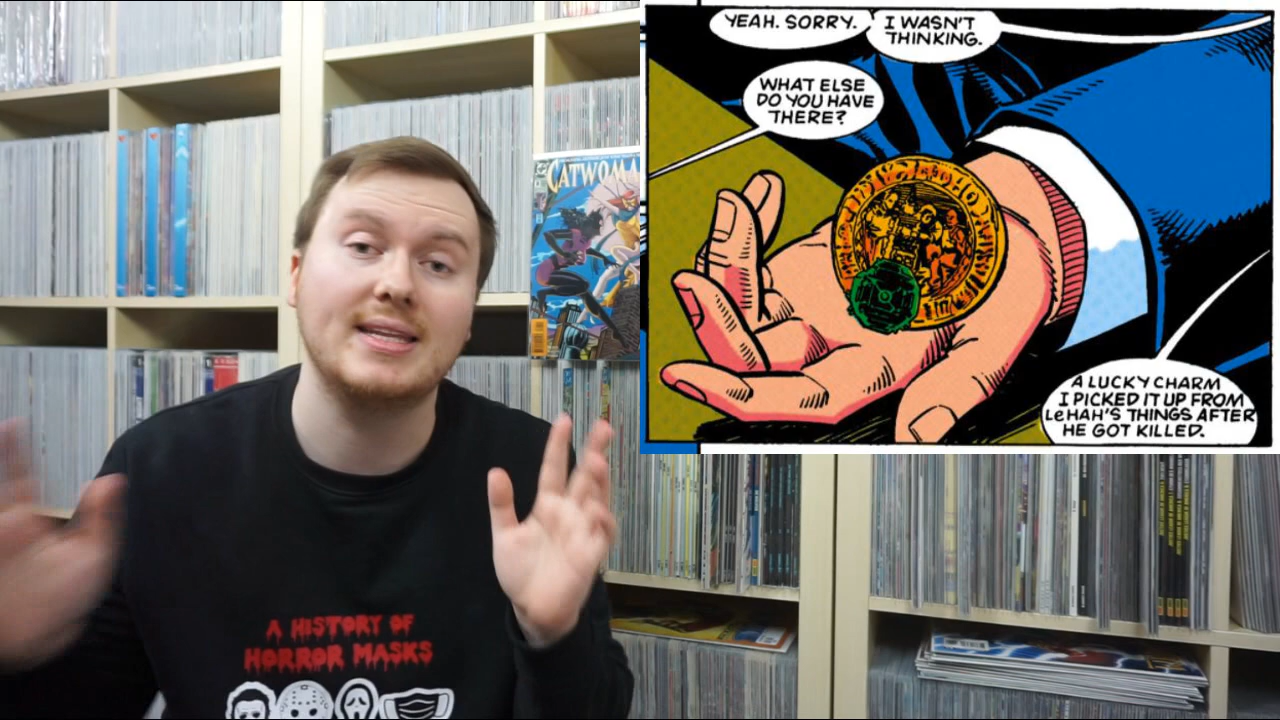 YEAH. SORRY.
I WASN'T
THINKING.
WHAT ELSE
DO YOU HAVE
THERE?
A LUCKY CHARM
I PICKED IT UP FROM
LeHAH'S THINGS AFTER
HE GOT KILLED.
CATWOMA
A HISTORY OF
HORROR MASKS